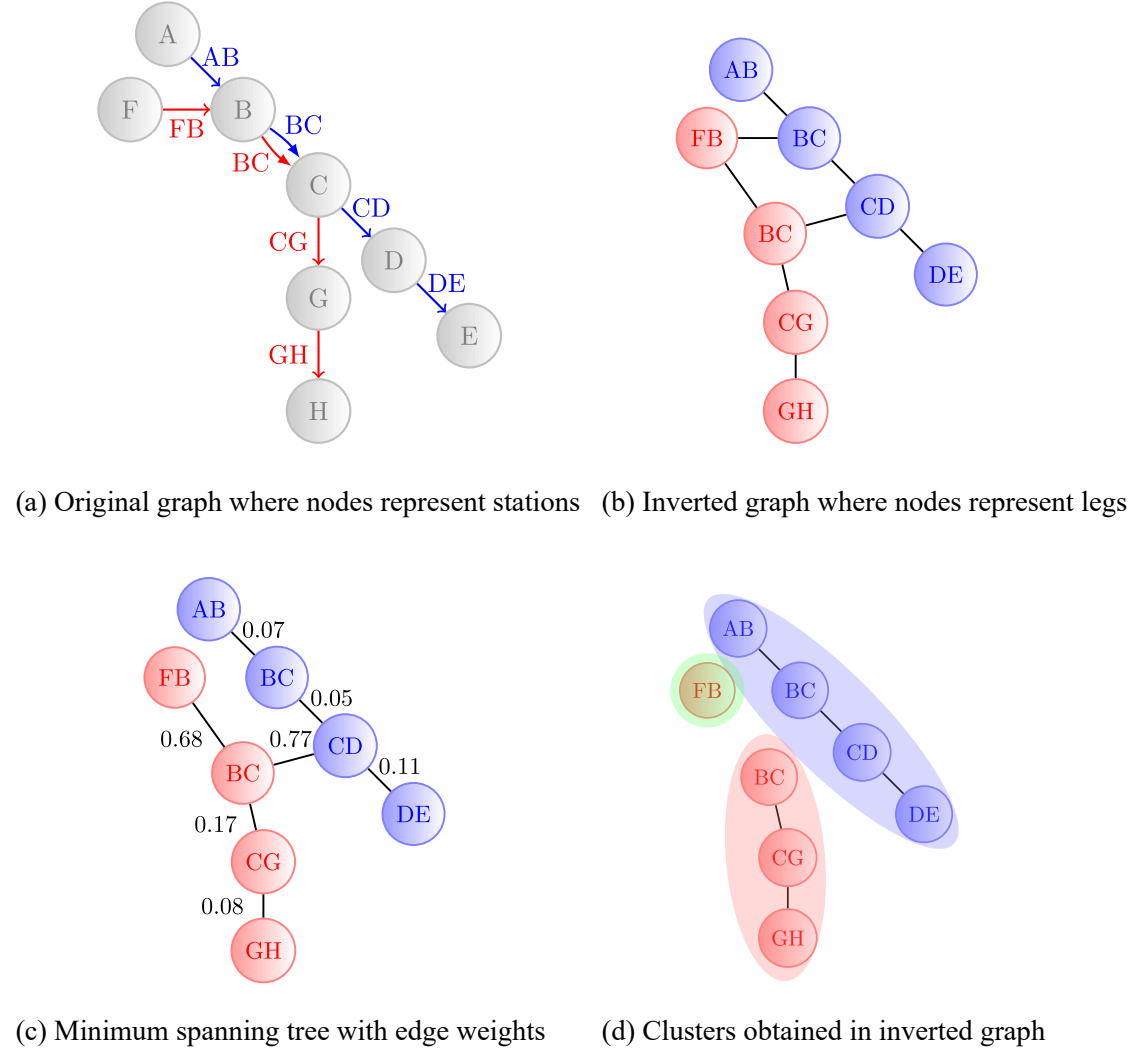 A
AB
F
FB
B
BC
BC
C
CD
CG
D
DE
G
E
GH
H
(a) Original graph where nodes represent stations
AB
FB
BC
CD
BC
DE
CG
GH
(b) Inverted graph where nodes represent legs
AB
0.07
FB
BC
0.05
0.68
0.77
CD
BC
0.11
DE
0.17
CG
0.08
GH
(c) Minimum spanning tree with edge weights
AB
FB
BC
CD
BC
DE
CG
GH
(d) Clusters obtained in inverted graph